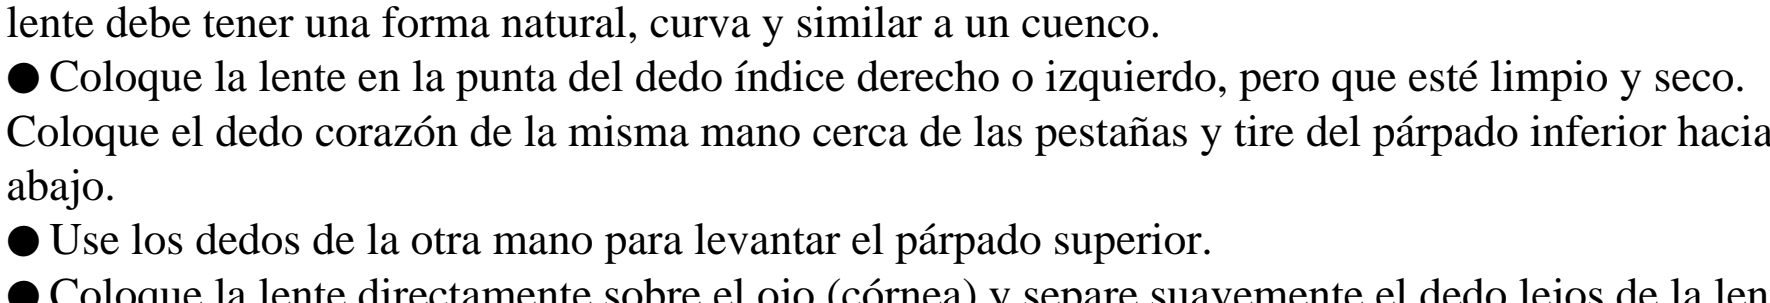 lente debe tener una forma natural, curva y similar a un cuenco.
● Coloque la lente en la punta del dedo índice derecho o izquierdo, pero que esté limpio y seco.
Coloque el dedo corazón de la misma mano cerca de las pestañas y tire del párpado inferior hacia
abajo.
● Use los dedos de la otra mano para levantar el párpado superior.
● Coloque la lente directamente sobre el ojo (córnea) y separe suavemente el dedo lejos de la len